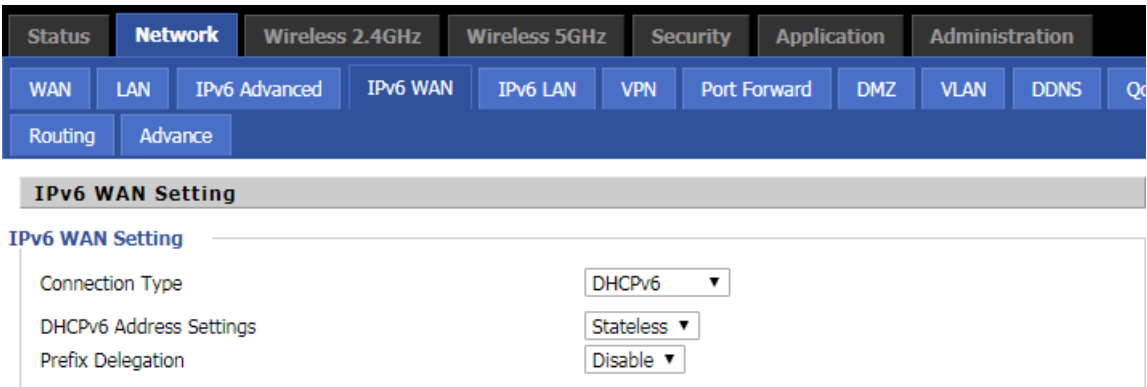 Status Network Wireless 2.4GHz Wireless 5GHz Security Application Administration
WAN LAN IPv6 Advanced IPv6 WAN IPv6 LAN VPN Port Forward DMZ VLAN DDNS
Routing Advance
IPv6 WAN Setting
IPv6 WAN Setting
Connection Type DHCPv6
DHCPv6 Address Settings Stateless
Prefix Delegation Disable